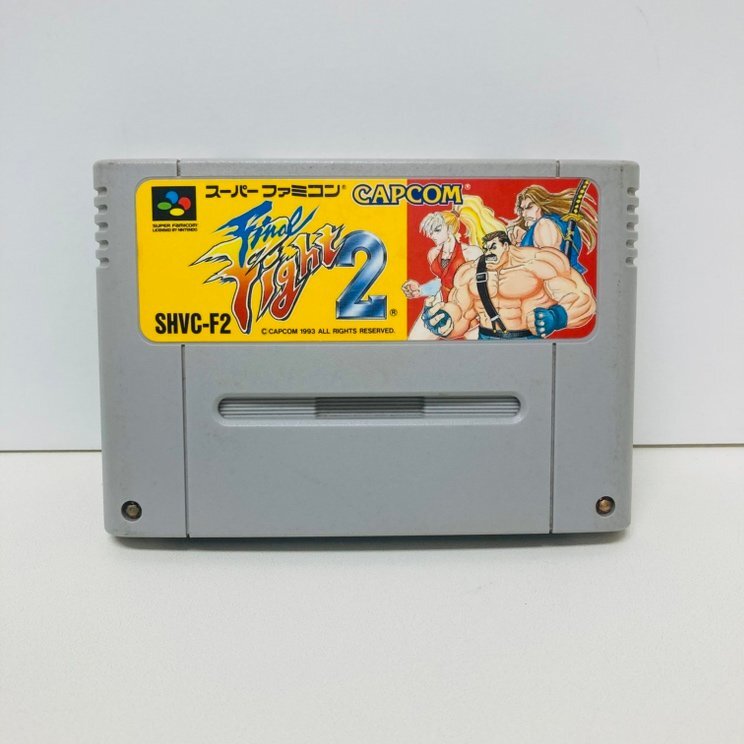 スーパーファミコン® CAPCOM®
SUPER FAMICOM
LICENSED BY NINTENDO
Final
Fight 2®
SHVC-F2
© CAPCOM 1993 ALL RIGHTS RESERVED.